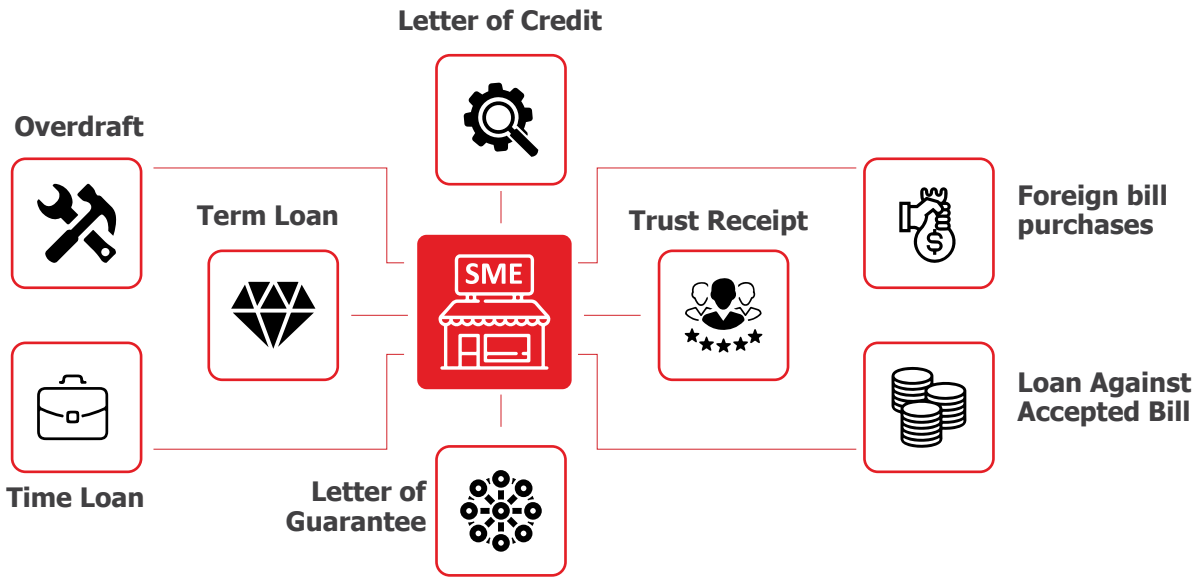 Letter of Credit
Overdraft
Term Loan
Trust Receipt
Foreign bill
purchases
SME
$
Time Loan
Letter of
Guarantee
Loan Against
Accepted Bill